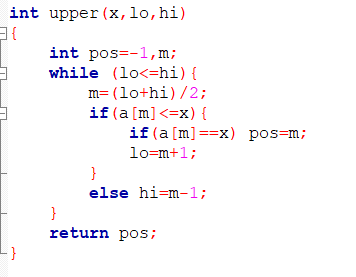 int upper(x,lo,hi)
{
    int pos=-1,m;
    while (lo<=hi){
        m=(lo+hi)/2;
        if(a[m]<=x){
            if(a[m]==x) pos=m;
            lo=m+1;
        }
        else hi=m-1;
    }
    return pos;
}